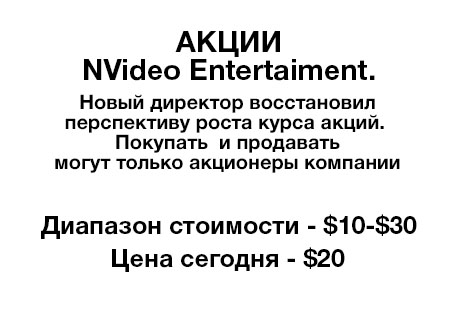 АКЦИИ
NVideo Entertaiment.
Новый директор восстановил
перспективу роста курса акций.
Покупать и продавать
могут только акционеры компании
Диапазон стоимости - $10-$30
Цена сегодня - $20